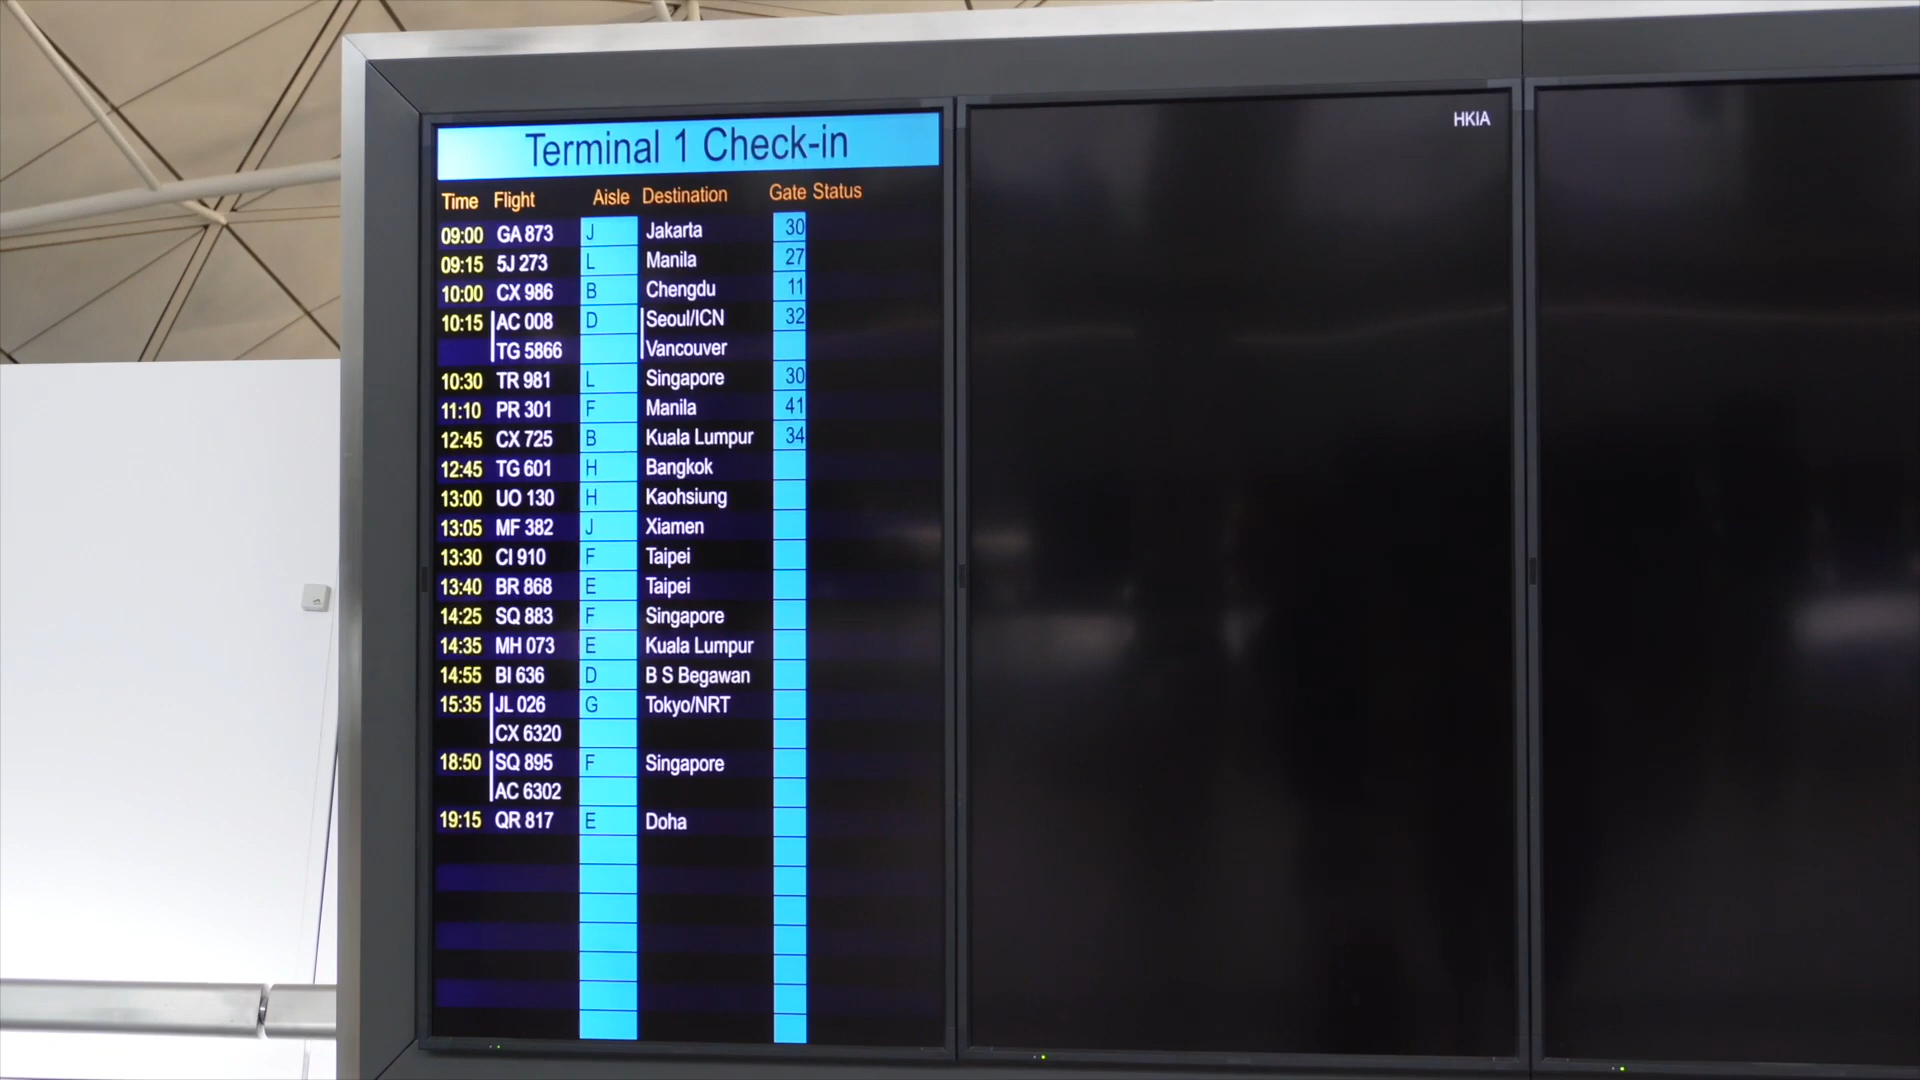 Terminal 1 Check-in
HKIA
Time Flight Aisle Destination Gate Status
09:00 GA 873 J Jakarta 30
09:15 5J 273 L Manila 27
10:00 CX 986 B Chengdu 11
10:15 AC 008 D Seoul/ICN 32
TG 5866 Vancouver
10:30 TR 981 L Singapore 30
11:10 PR 301 F Manila 41
12:45 CX 725 B Kuala Lumpur 34
12:45 TG 601 H Bangkok
13:00 UO 130 H Kaohsiung
13:05 MF 382 J Xiamen
13:30 CI 910 F Taipei
13:40 BR 868 E Taipei
14:25 SQ 883 F Singapore
14:35 MH 073 E Kuala Lumpur
14:55 BI 636 D B S Begawan
15:35 JL 026 G Tokyo/NRT
CX 6320
18:50 SQ 895 F Singapore
AC 6302
19:15 QR 817 E Doha